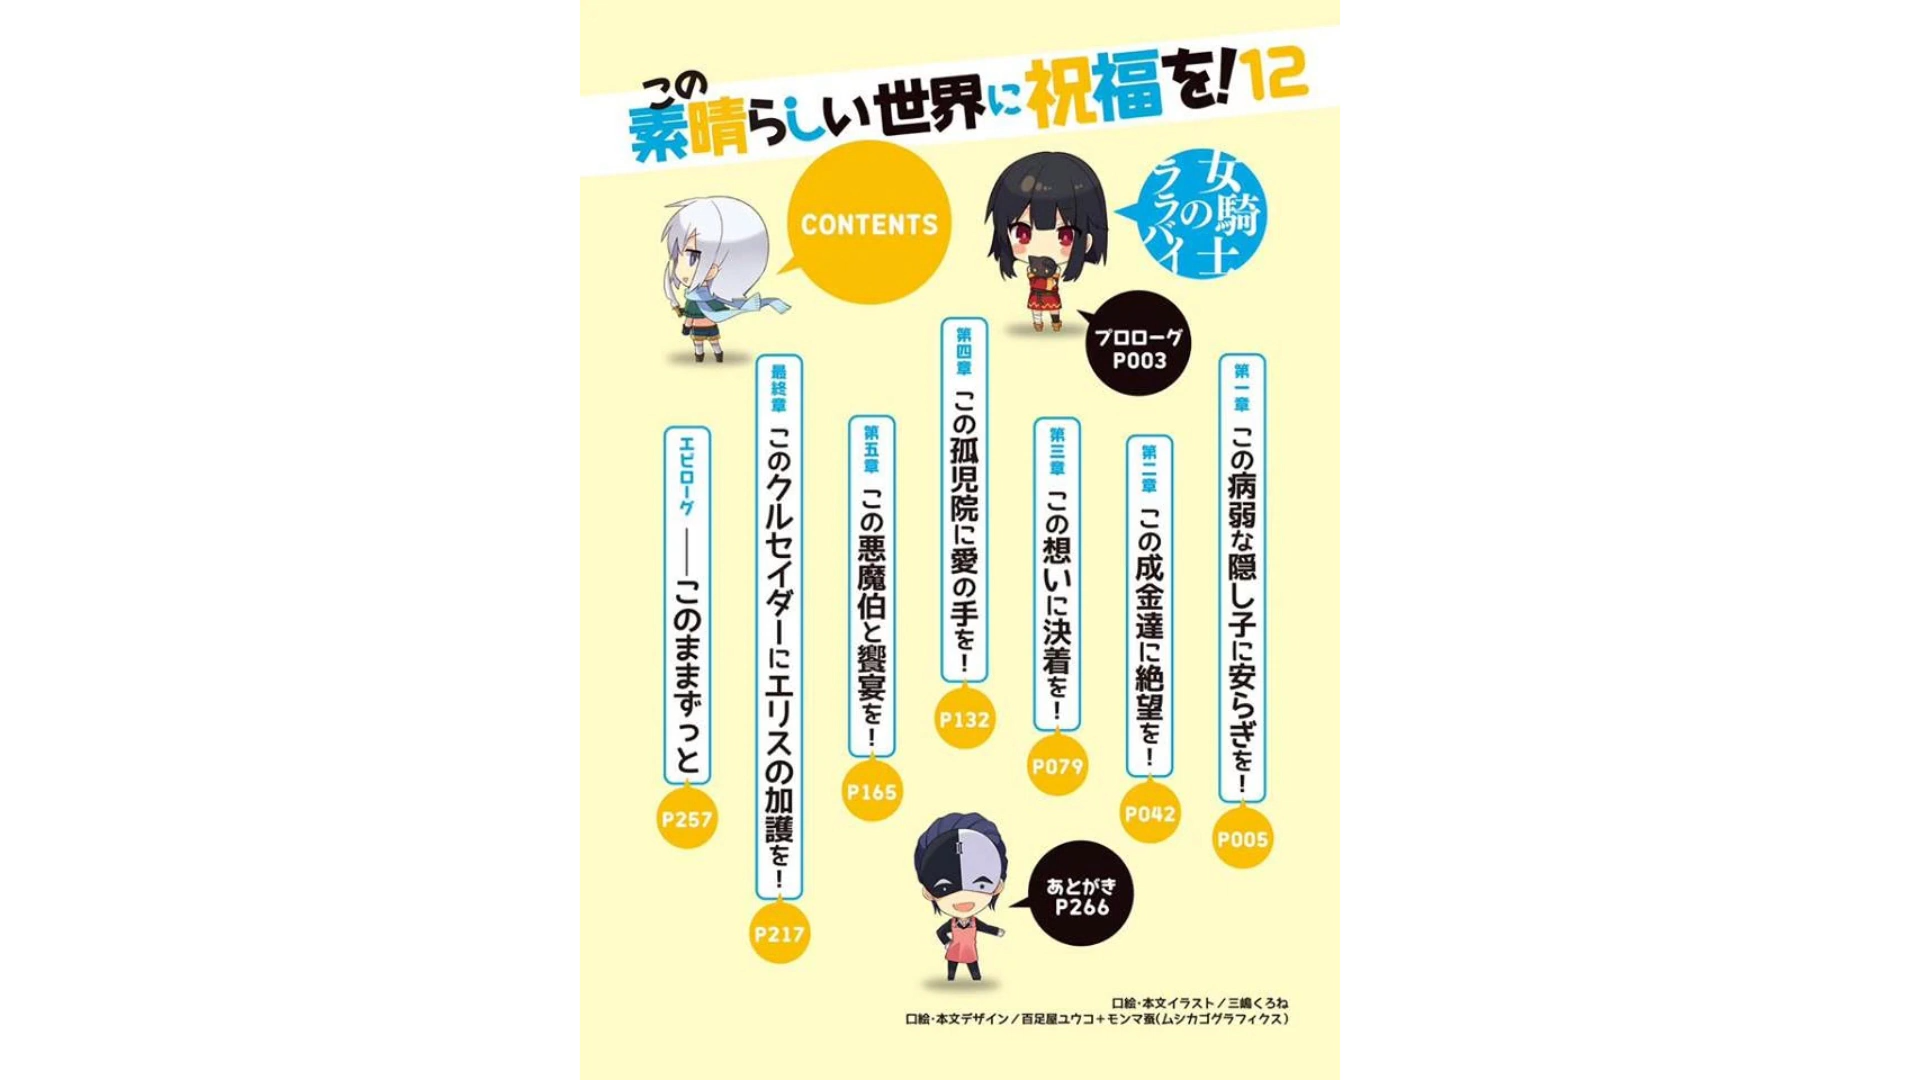 この
素晴らしい世界に祝福を!12
CONTENTS
女騎士
の
ララバイ
プロローグ
P003
第一章 この病弱な隠し子に安らぎを!
P005
第二章 この成金達に絶望を!
P042
第三章 この想いに決着を!
P079
第四章 この孤児院に愛の手を!
P132
第五章 この悪魔伯と饗宴を!
P165
最終章 このクルセイダーにエリスの加護を!
P217
エピローグ ――このままずっと
P257
あとがき
P266
口絵・本文イラスト/三嶋くろね
口絵・本文デザイン/百足屋ユウコ+モンマ蚕(ムシカゴグラフィクス)